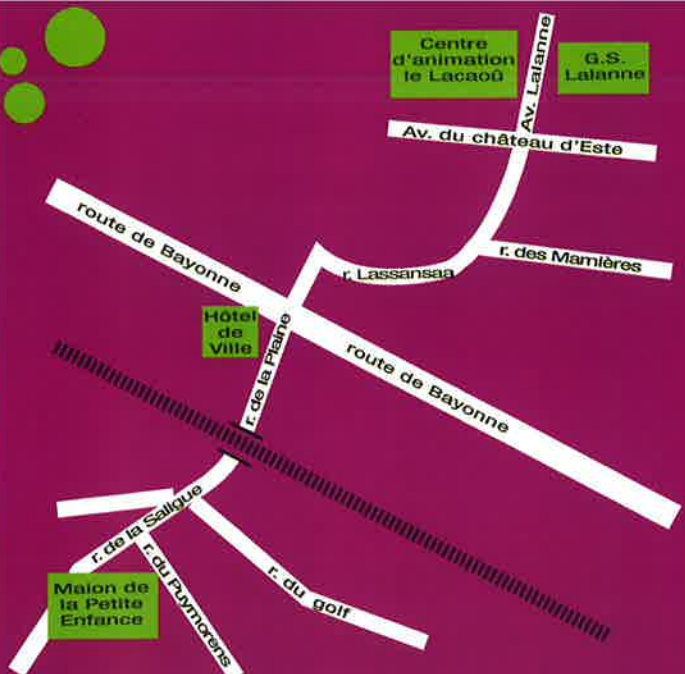 Centre
d'animation
le Lacaoû
G.S.
Lalanne
Av. Lalanne
Av. du château d'Este
route de Bayonne
r. Lassansaa
r. des Marnières
Hôtel
de
Ville
r. de la Plaine
route de Bayonne
r. de la Saligue
r. du Puymorens
r. du golf
Maion de
la Petite
Enfance